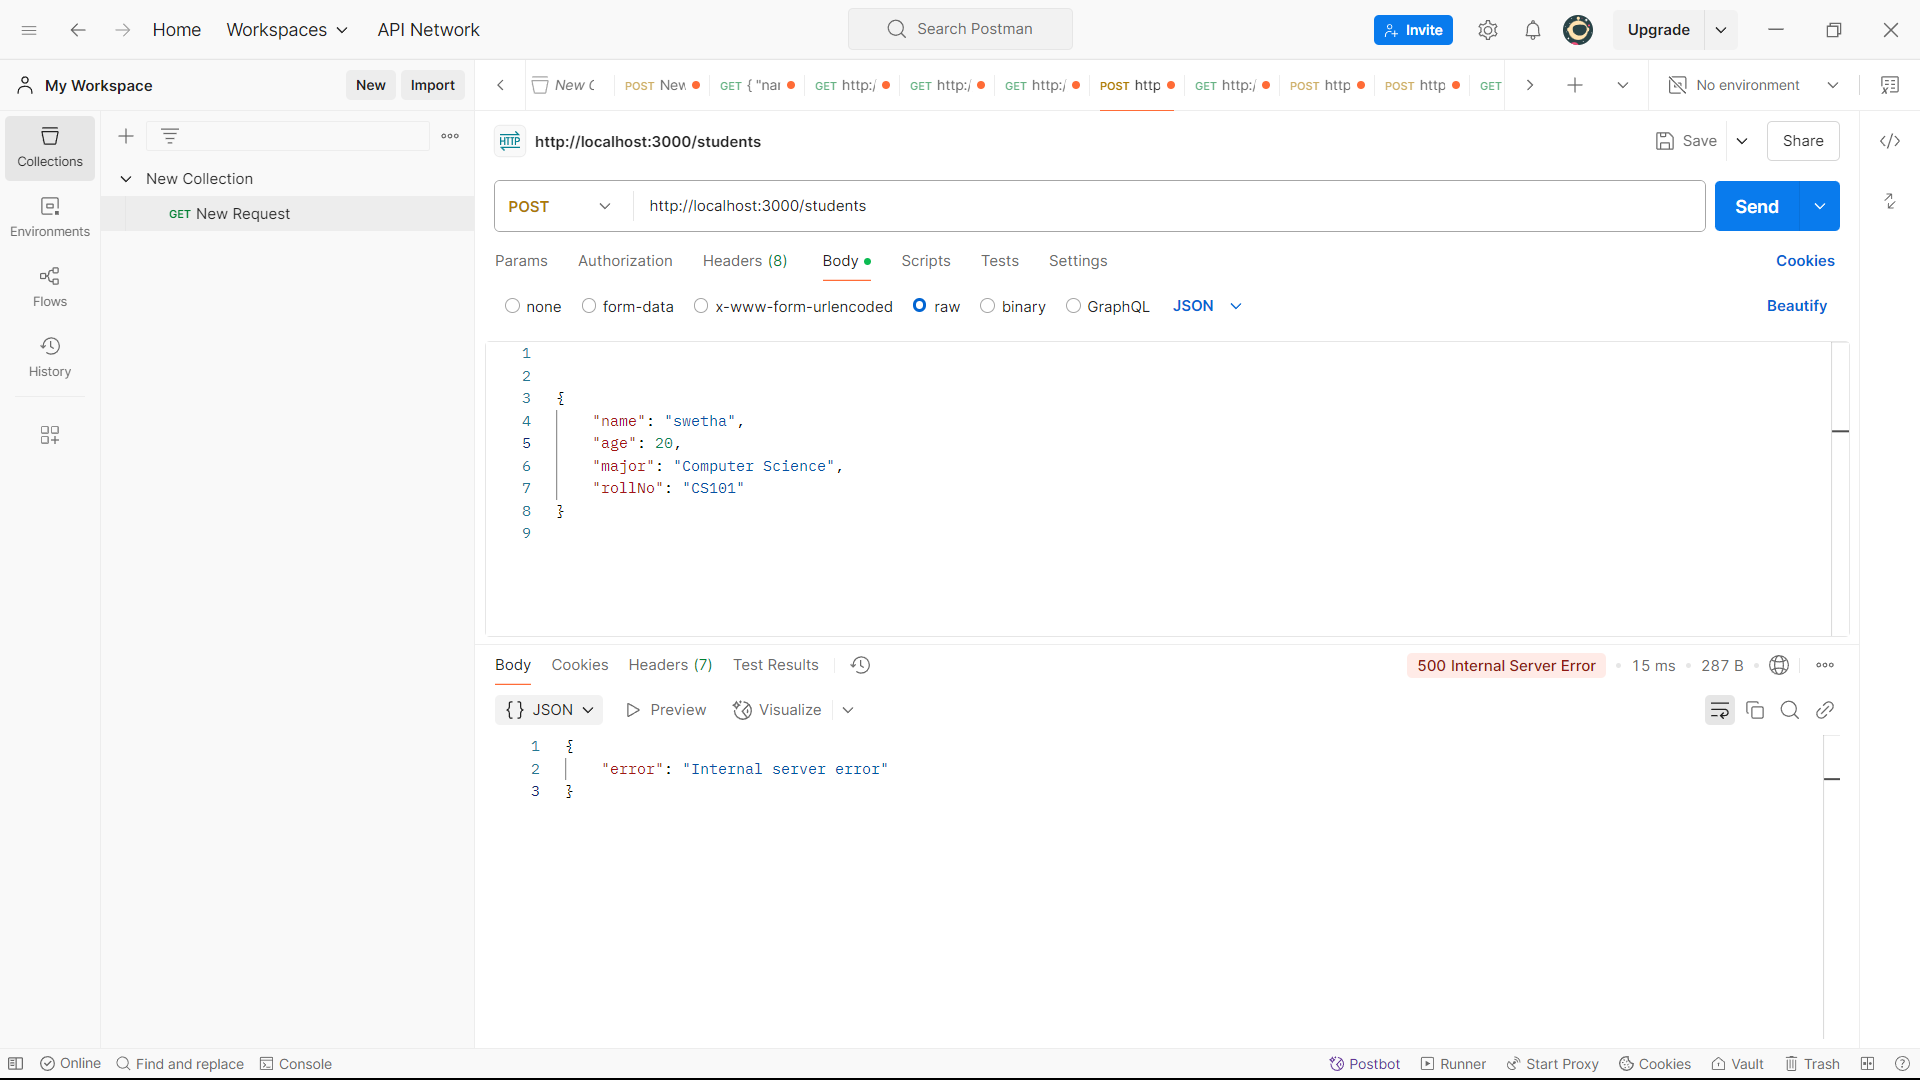 Home
Workspaces
API Network
Search Postman
Invite
Upgrade
My Workspace
New
Import
New C
POST New
GET { "nar
GET http:/
GET http:/
GET http:/
POST http
GET http:/
POST http
POST http
GET
No environment
Collections
Environments
Flows
History
New Collection
GET New Request
HTTP
http://localhost:3000/students
Save
Share
POST
http://localhost:3000/students
Send
Params
Authorization
Headers (8)
Body
Scripts
Tests
Settings
Cookies
none
form-data
x-www-form-urlencoded
raw
binary
GraphQL
JSON
Beautify
1
2
3 {
4 "name": "swetha",
5 "age": 20,
6 "major": "Computer Science",
7 "rollNo": "CS101"
8 }
9
Body
Cookies
Headers (7)
Test Results
500 Internal Server Error
15 ms
287 B
{} JSON
Preview
Visualize
1 {
2 "error": "Internal server error"
3 }
Online
Find and replace
Console
Postbot
Runner
Start Proxy
Cookies
Vault
Trash